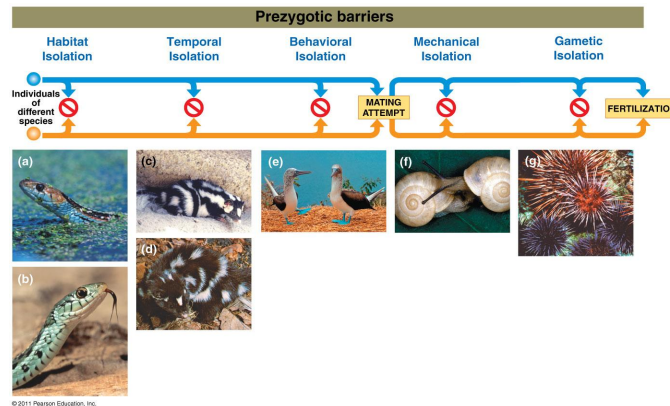 Prezygotic barriers
Habitat
Isolation
Temporal
Isolation
Behavioral
Isolation
Mechanical
Isolation
Gametic
Isolation
Individuals
of
different
species
MATING
ATTEMPT
FERTILIZATIO
(a)
(c)
(e)
(f)
(g)
(d)
(b)
© 2011 Pearson Education, Inc.